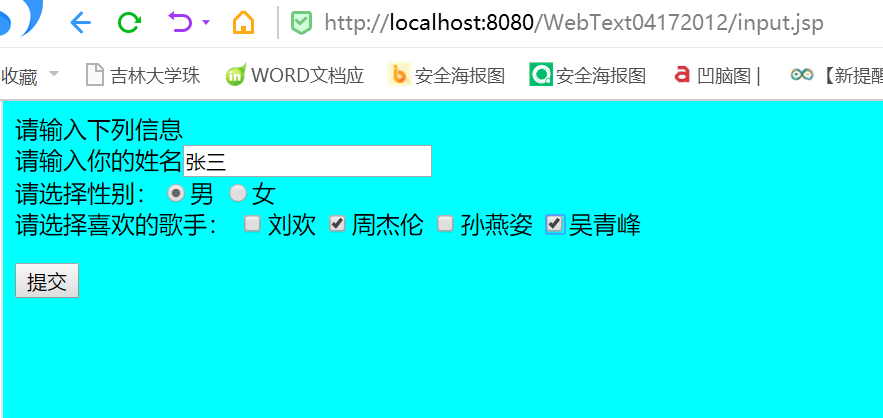 http://localhost:8080/WebText04172012/input.jsp
收藏 吉林大学珠 WORD文档应 安全海报图 安全海报图 凹脑图 | 【新提醒
请输入下列信息
请输入你的姓名张三
请选择性别： 男 女
请选择喜欢的歌手： 刘欢 周杰伦 孙燕姿 吴青峰
提交